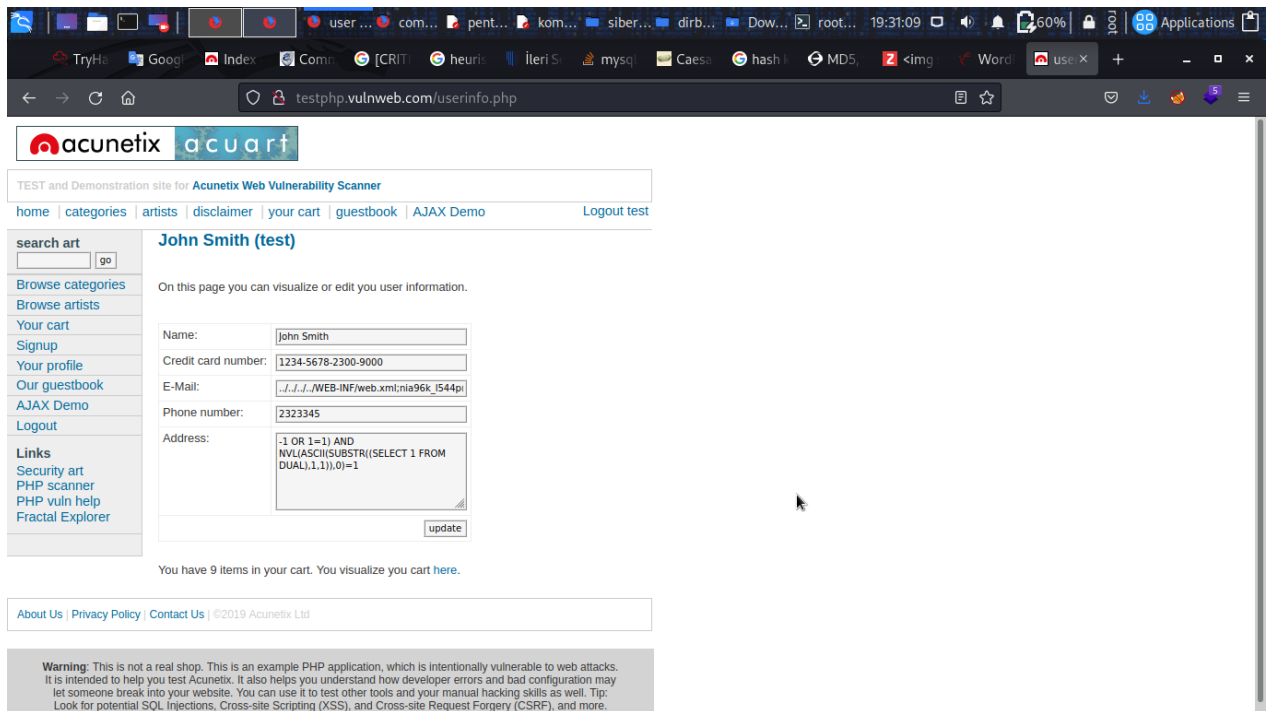 user ... com... pent... kom... siber... dirb... Dow... root... 19:31:09 60% Applications
TryHa Googl Index Comn [CRITI heuris İleri S mysql Caesa hash MD5, <img Word use × +
testphp.vulnweb.com/userinfo.php 5
acunetix acuart
TEST and Demonstration site for Acunetix Web Vulnerability Scanner
home | categories | artists | disclaimer | your cart | guestbook | AJAX Demo Logout test
search art
go
Browse categories
Browse artists
Your cart
Signup
Your profile
Our guestbook
AJAX Demo
Logout
Links
Security art
PHP scanner
PHP vuln help
Fractal Explorer
John Smith (test)
On this page you can visualize or edit you user information.
Name: John Smith
Credit card number: 1234-5678-2300-9000
E-Mail: ../../../../WEB-INF/web.xml;nia96k_l544p
Phone number: 2323345
Address: -1 OR 1=1) AND
NVL(ASCII(SUBSTR((SELECT 1 FROM
DUAL),1,1)),0)=1
update
You have 9 items in your cart. You visualize you cart here.
About Us | Privacy Policy | Contact Us | ©2019 Acunetix Ltd
Warning: This is not a real shop. This is an example PHP application, which is intentionally vulnerable to web attacks.
It is intended to help you test Acunetix. It also helps you understand how developer errors and bad configuration may
let someone break into your website. You can use it to test other tools and your manual hacking skills as well. Tip:
Look for potential SQL Injections, Cross-site Scripting (XSS), and Cross-site Request Forgery (CSRF), and more.